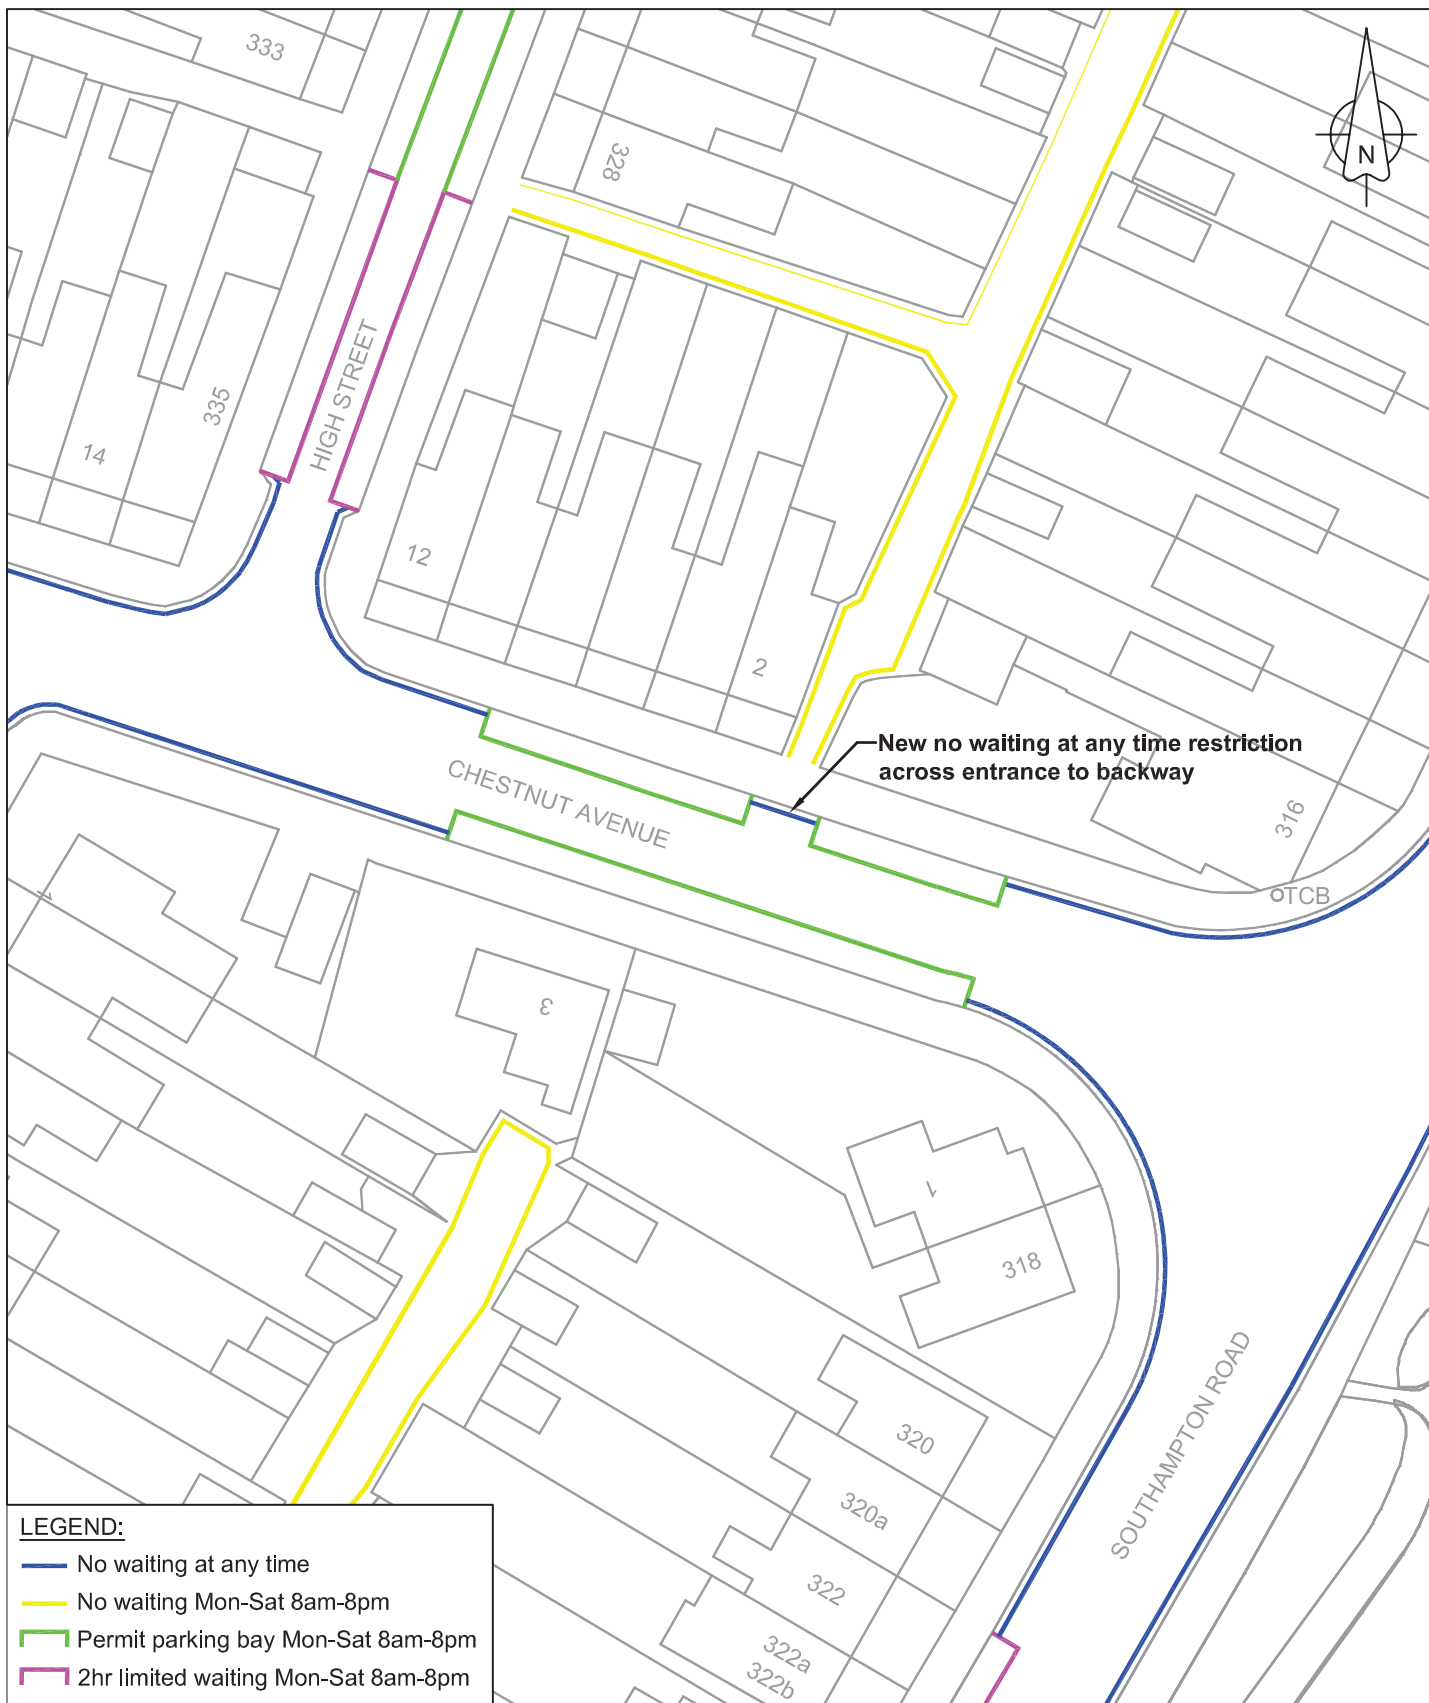 333
328
N
HIGH STREET
335
14
12
2
New no waiting at any time restriction
across entrance to backway
CHESTNUT AVENUE
316
TCB
1
3
1
318
SOUTHAMPTON ROAD
320
320a
322
322a
322b
LEGEND:
No waiting at any time
No waiting Mon-Sat 8am-8pm
Permit parking bay Mon-Sat 8am-8pm
2hr limited waiting Mon-Sat 8am-8pm